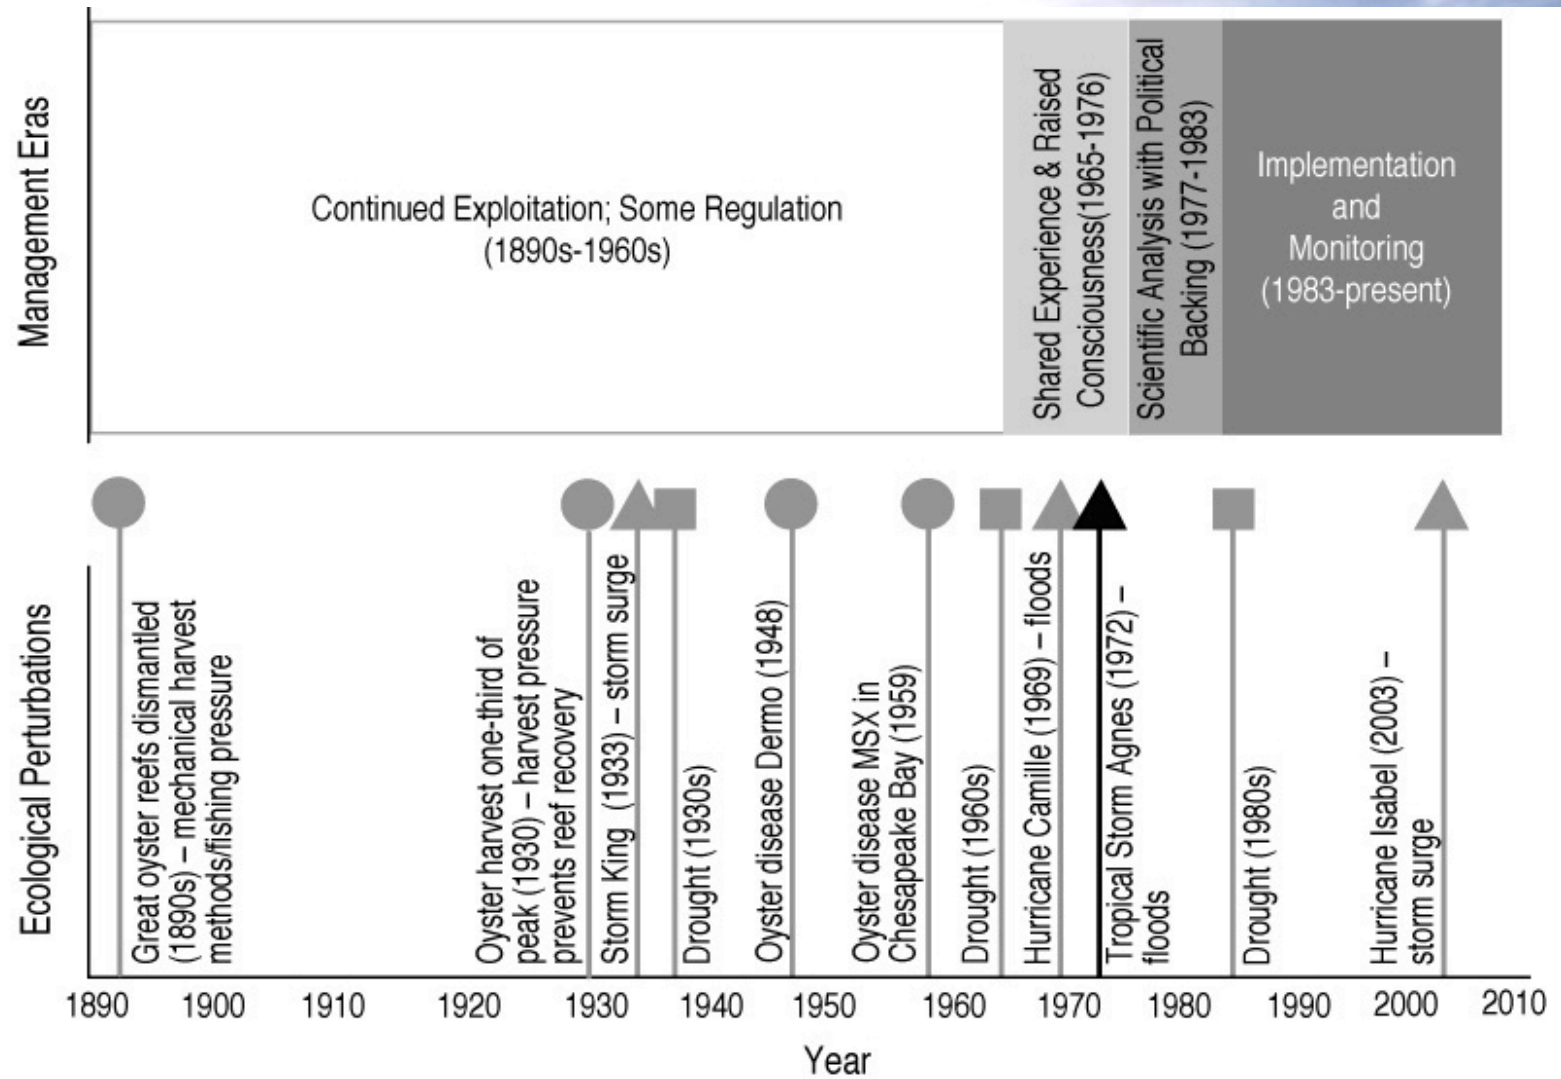 Management Eras
Continued Exploitation; Some Regulation
(1890s-1960s)
Shared Experience & Raised
Consciousness(1965-1976)
Scientific Analysis with Political
Backing (1977-1983)
Implementation
and
Monitoring
(1983-present)
Ecological Perturbations
Great oyster reefs dismantled
(1890s) – mechanical harvest
methods/fishing pressure
Oyster harvest one-third of
peak (1930) – harvest pressure
prevents reef recovery
Storm King (1933) – storm surge
Drought (1930s)
Oyster disease Dermo (1948)
Oyster disease MSX in
Chesapeake Bay (1959)
Drought (1960s)
Hurricane Camille (1969) – floods
Tropical Storm Agnes (1972) –
floods
Drought (1980s)
Hurricane Isabel (2003) –
storm surge
1890 1900 1910 1920 1930 1940 1950 1960 1970 1980 1990 2000 2010
Year